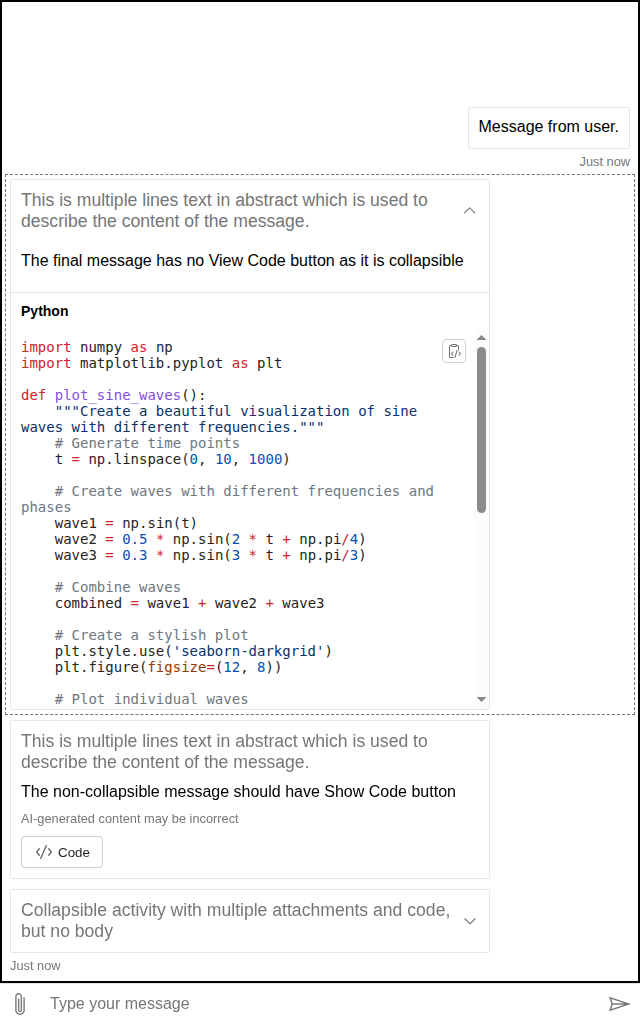 Message from user.
Just now
This is multiple lines text in abstract which is used to
describe the content of the message.
The final message has no View Code button as it is collapsible
Python
import numpy as np
import matplotlib.pyplot as plt
def plot_sine_waves():
    """Create a beautiful visualization of sine
waves with different frequencies."""
    # Generate time points
    t = np.linspace(0, 10, 1000)
    # Create waves with different frequencies and
phases
    wave1 = np.sin(t)
    wave2 = 0.5 * np.sin(2 * t + np.pi/4)
    wave3 = 0.3 * np.sin(3 * t + np.pi/3)
    # Combine waves
    combined = wave1 + wave2 + wave3
    # Create a stylish plot
    plt.style.use('seaborn-darkgrid')
    plt.figure(figsize=(12, 8))
    # Plot individual waves
This is multiple lines text in abstract which is used to
describe the content of the message.
The non-collapsible message should have Show Code button
AI-generated content may be incorrect
Code
Collapsible activity with multiple attachments and code,
but no body
Just now
Type your message